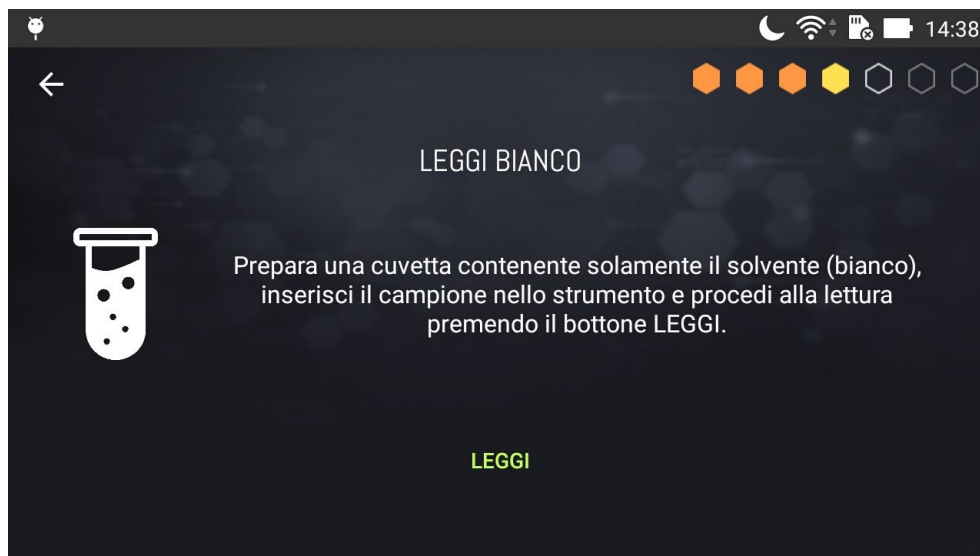 14:38
LEGGI BIANCO
Prepara una cuvetta contenente solamente il solvente (bianco),
inserisci il campione nello strumento e procedi alla lettura
premendo il bottone LEGGI.
LEGGI